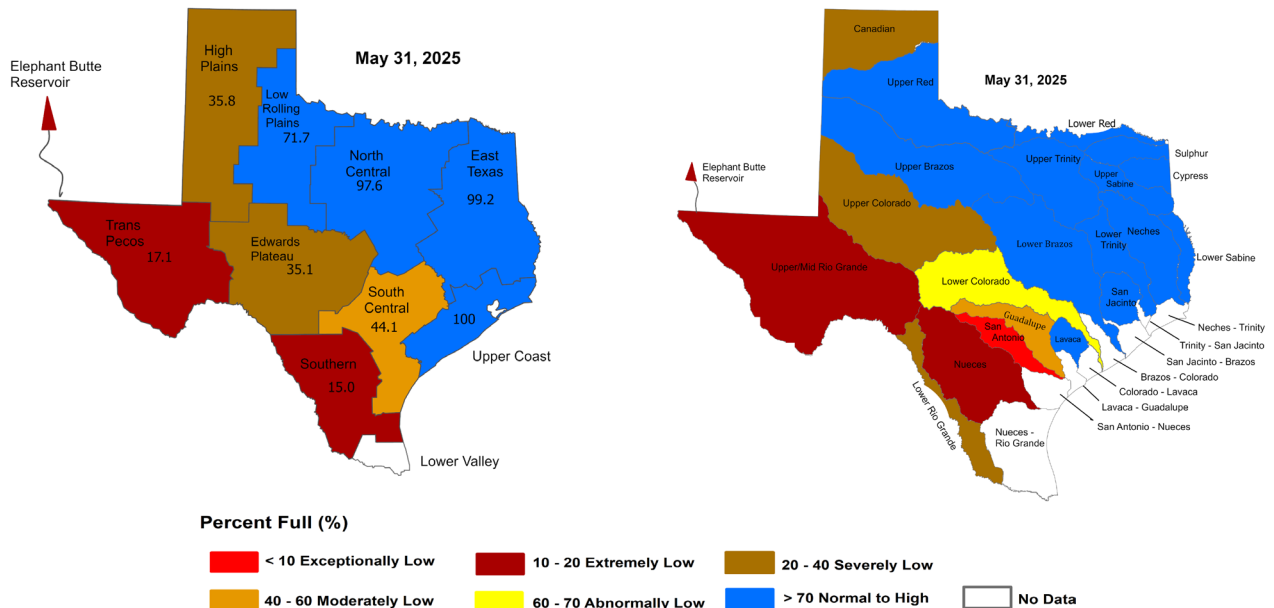 May 31, 2025
Elephant Butte
Reservoir
High
Plains
35.8
Low
Rolling
Plains
71.7
North
Central
97.6
East
Texas
99.2
Trans
Pecos
17.1
Edwards
Plateau
35.1
South
Central
44.1
100
Upper Coast
Southern
15.0
Lower Valley
May 31, 2025
Elephant Butte
Reservoir
Canadian
Upper Red
Lower Red
Sulphur
Cypress
Upper Brazos
Upper Trinity
Upper
Sabine
Upper Colorado
Lower Brazos
Lower
Trinity
Neches
Lower Sabine
Upper/Mid Rio Grande
Lower Colorado
San
Jacinto
Guadalupe
San
Antonio
Lavaca
Nueces
Lower Rio Grande
Nueces -
Rio Grande
Neches - Trinity
Trinity - San Jacinto
San Jacinto - Brazos
Brazos - Colorado
Colorado - Lavaca
Lavaca - Guadalupe
San Antonio - Nueces
Percent Full (%)
< 10 Exceptionally Low
10 - 20 Extremely Low
20 - 40 Severely Low
40 - 60 Moderately Low
60 - 70 Abnormally Low
> 70 Normal to High
No Data